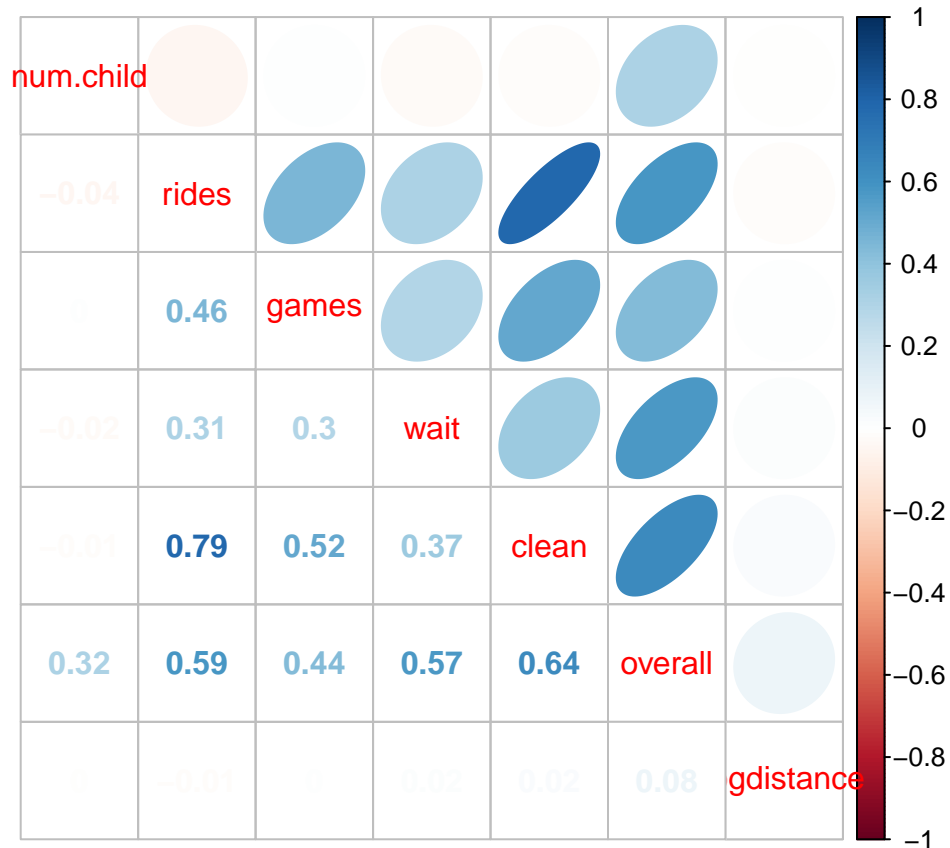 num.child
−0.04 rides
0 0.46 games
−0.02 0.31 0.3 wait
−0.01 0.79 0.52 0.37 clean
0.32 0.59 0.44 0.57 0.64 overall
0 −0.01 0 0.02 0.02 0.08 gdistance
1
0.8
0.6
0.4
0.2
0
−0.2
−0.4
−0.6
−0.8
−1